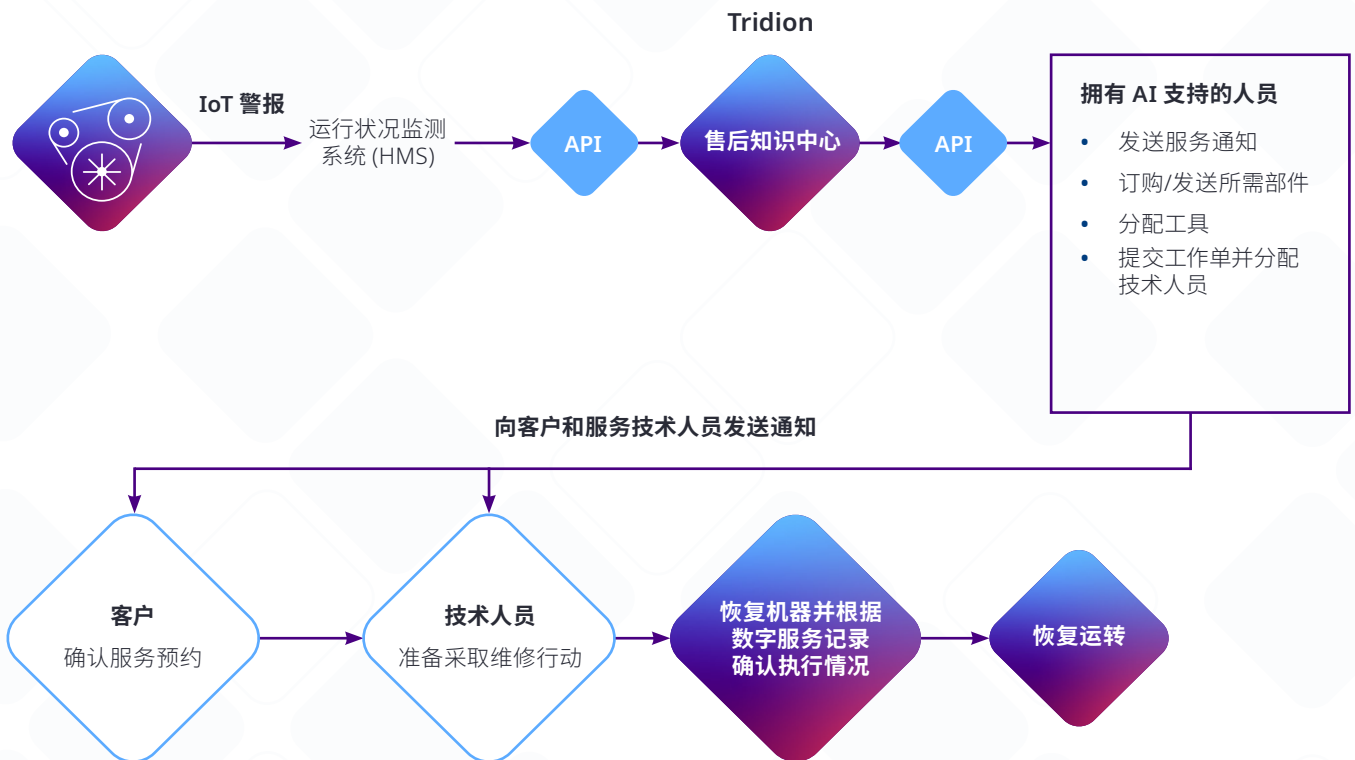 Tridion
IoT 警报
运行状况监测
系统 (HMS)
API
售后知识中心
API
拥有 AI 支持的人员
• 发送服务通知
• 订购/发送所需部件
• 分配工具
• 提交工作单并分配
技术人员
向客户和服务技术人员发送通知
客户
确认服务预约
技术人员
准备采取维修行动
恢复机器并根据
数字服务记录
确认执行情况
恢复运转